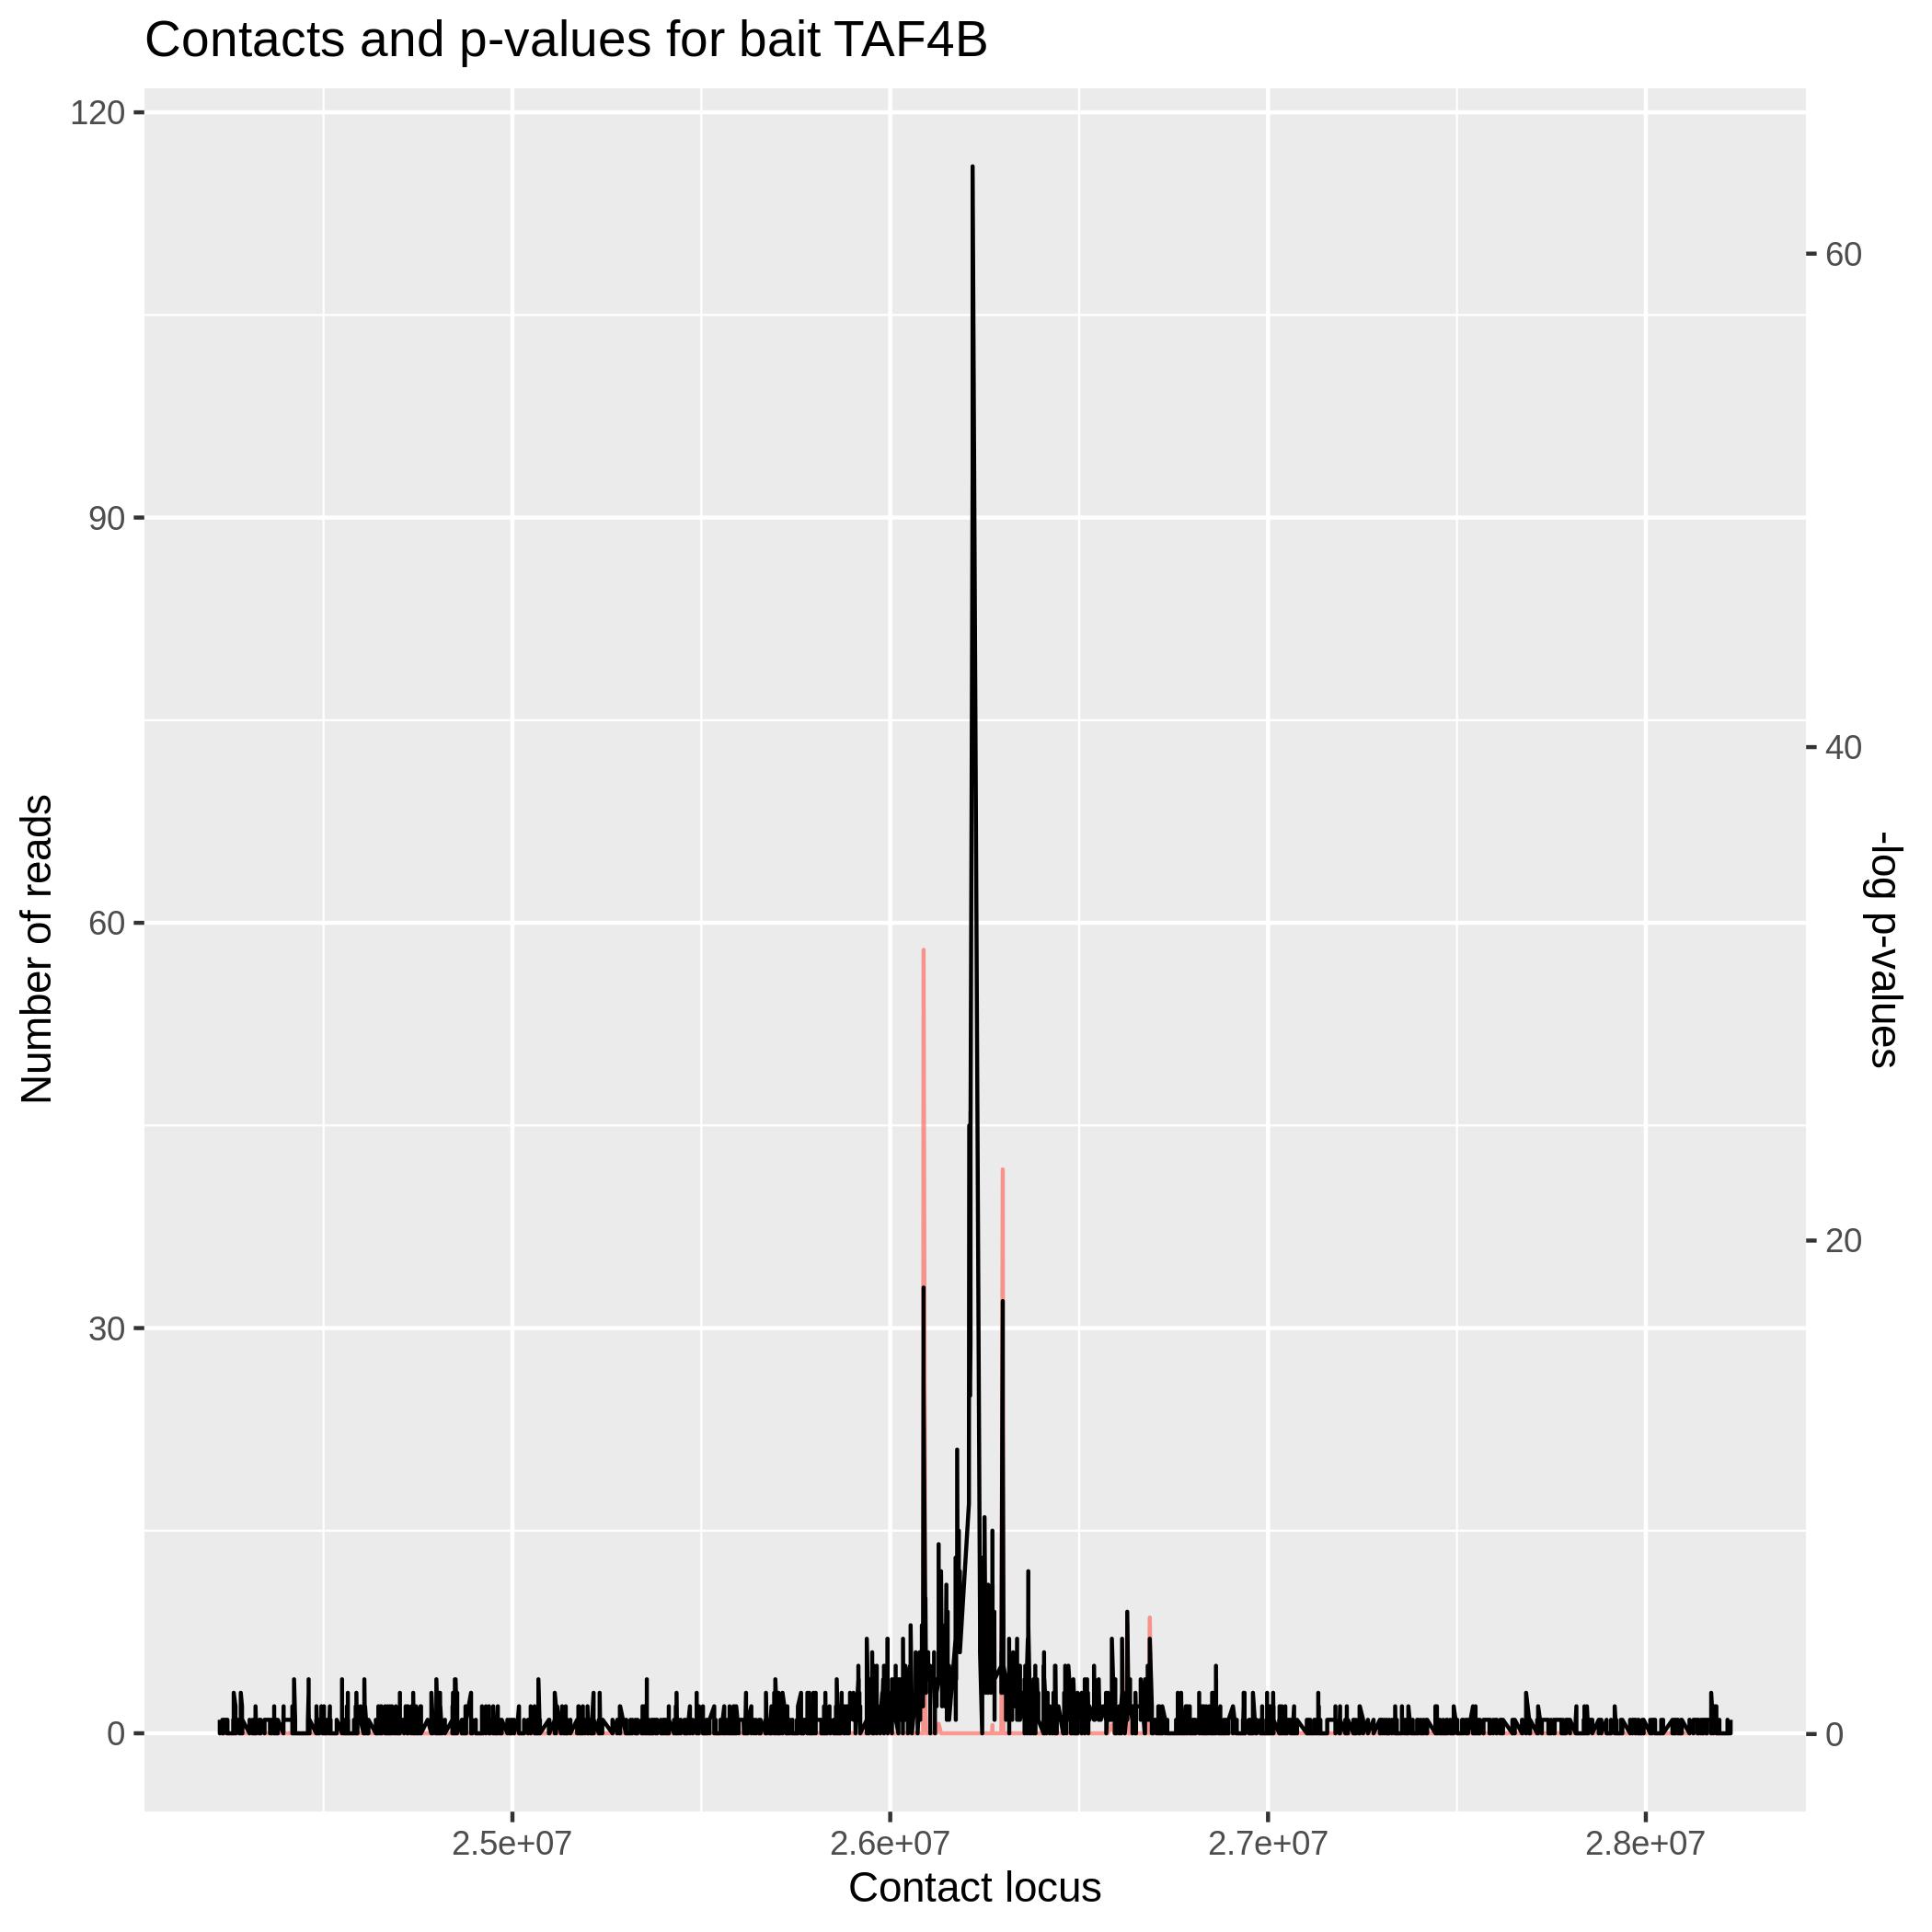 Contacts and p-values for bait TAF4B
120
90
60
30
0
Number of reads
60
40
20
0
-log p-values
2.5e+07
2.6e+07
2.7e+07
2.8e+07
Contact locus